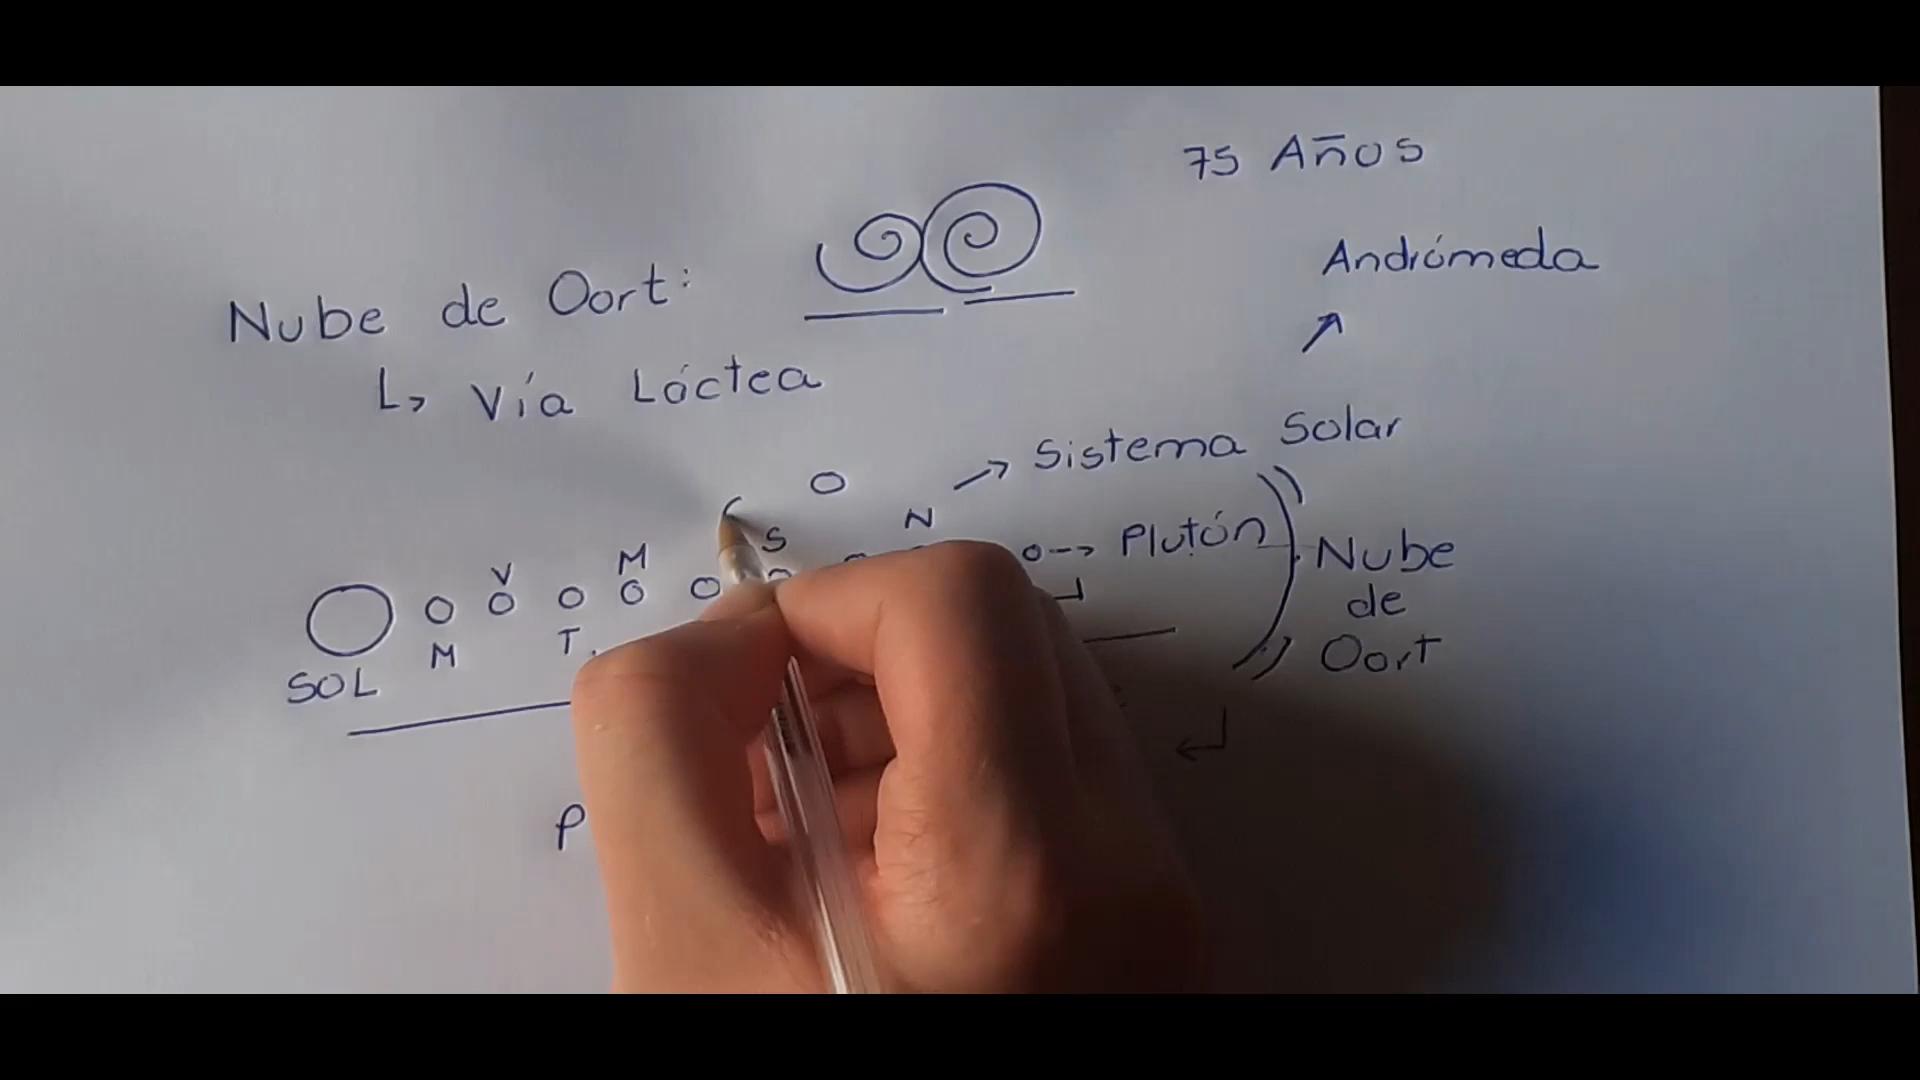 75 Años
Andrómeda
Nube de Oort:
↳ Vía Láctea
→ Sistema Solar
N
S
Plutón
M
V
Nube
de
Oort
M
T.
SOL
P